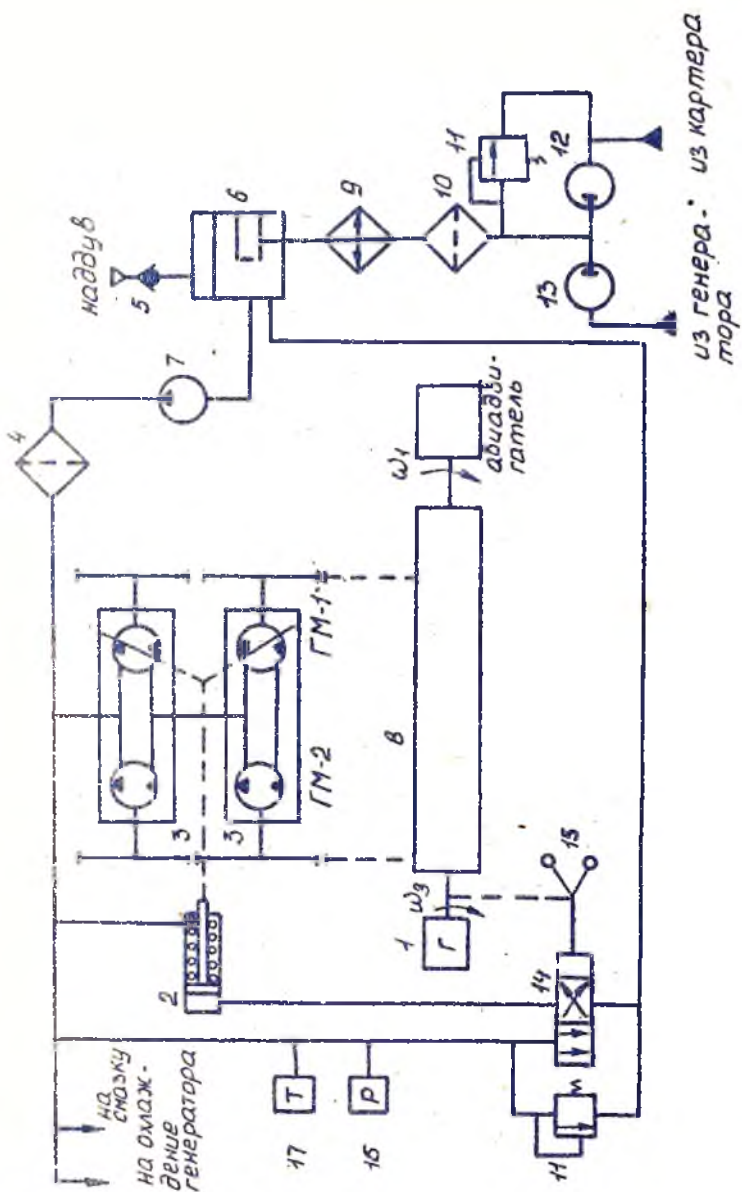 наддув
5
6
9
10
11
12
13
из картера
из генера-
тора
7
4
ГМ-1
ГМ-2
3
3
2
в
ω₁
авиадви-
гатель
ω₃
1
Г
15
14
11
М
на
смазку
на охлаж-
дение
генератора
Т
17
Р
16